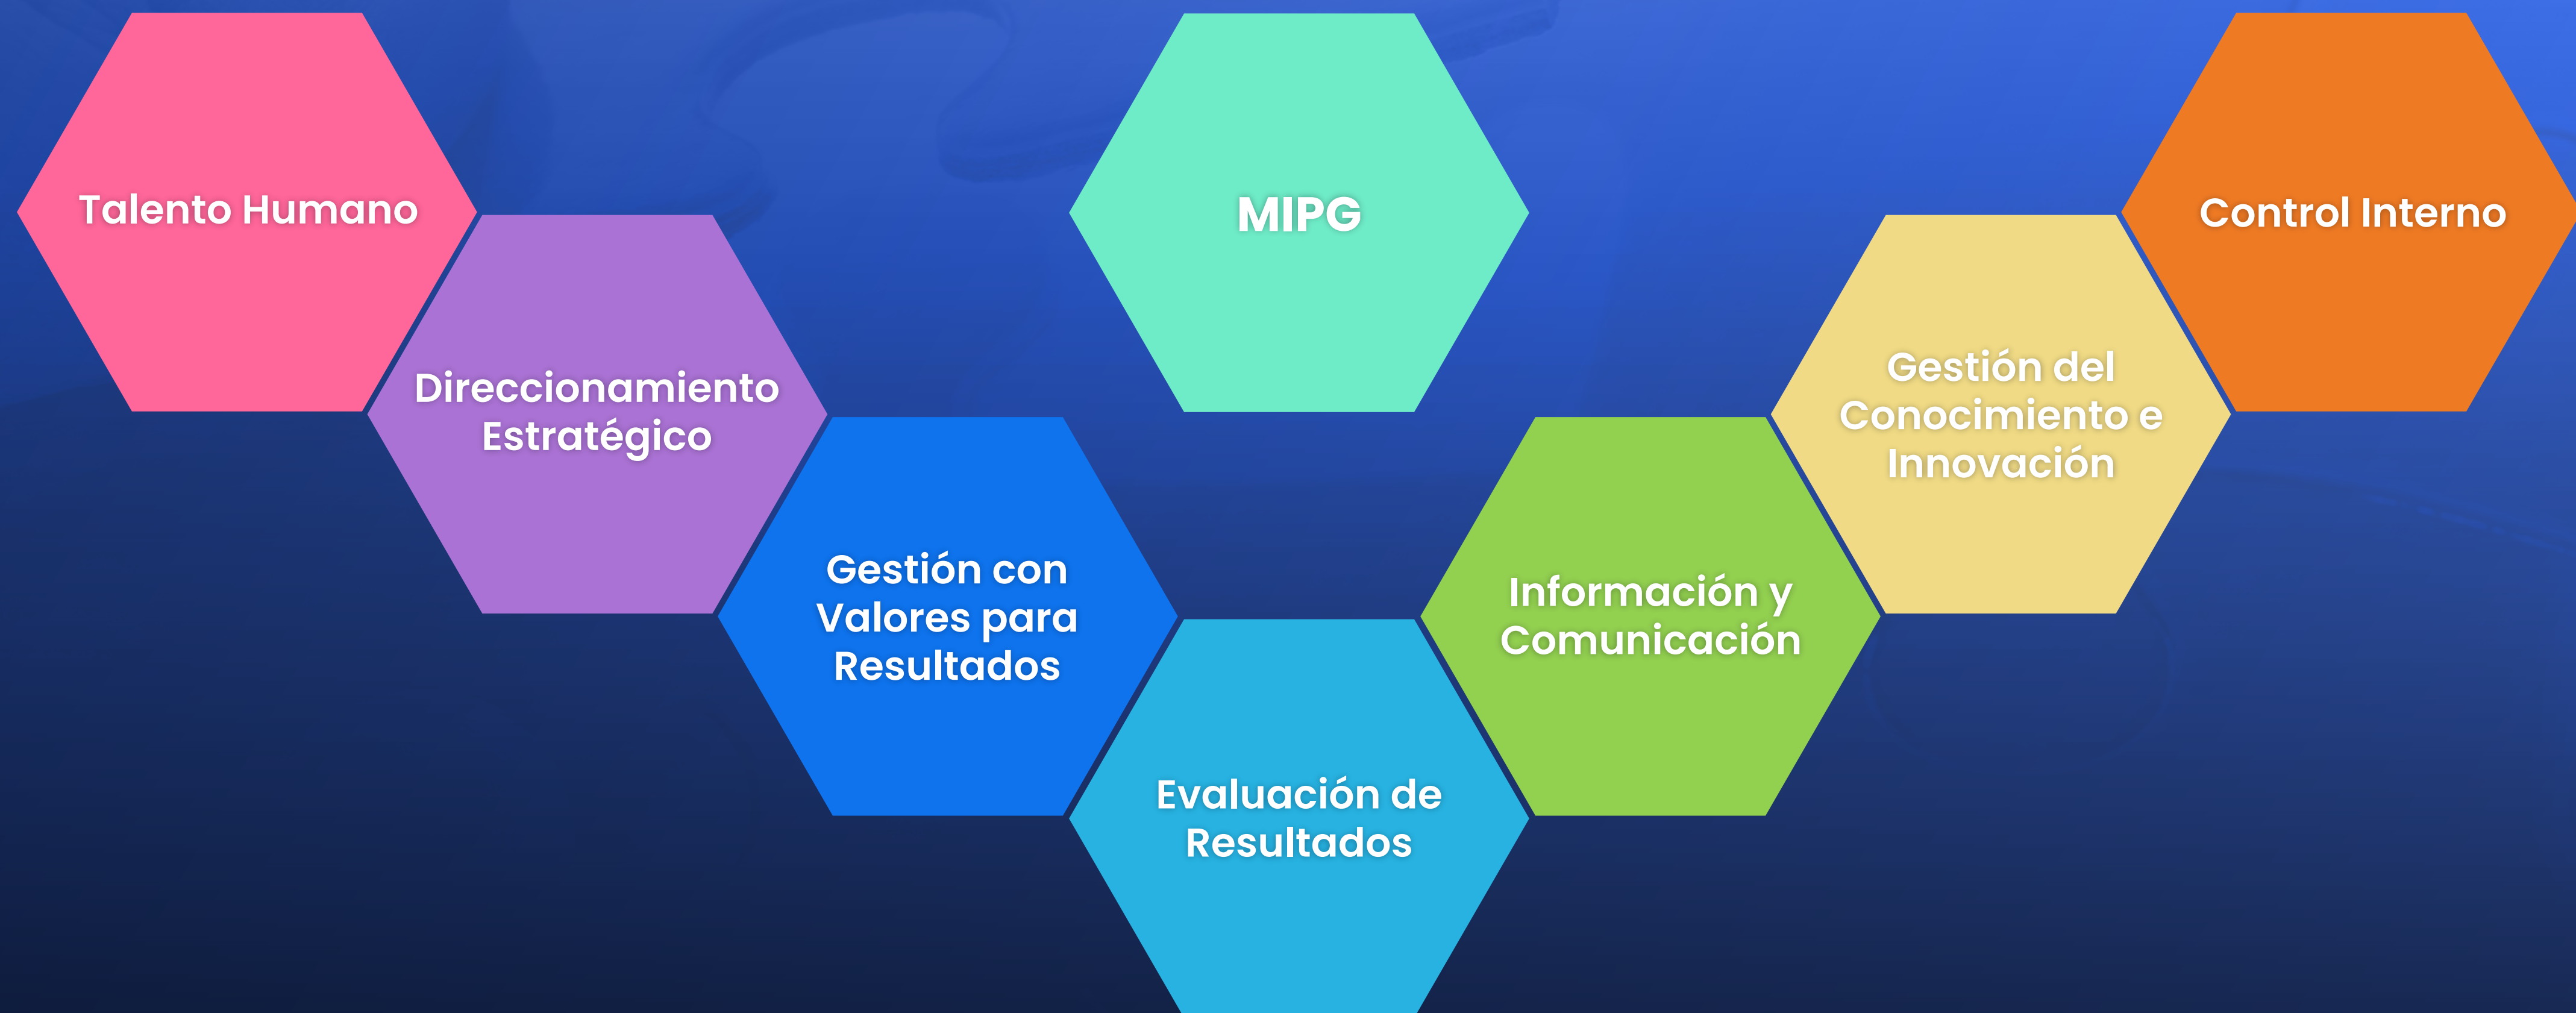 Talento Humano
MIPG
Control Interno
Direccionamiento
Estratégico
Gestión del
Conocimiento e
Innovación
Gestión con
Valores para
Resultados
Información y
Comunicación
Evaluación de
Resultados